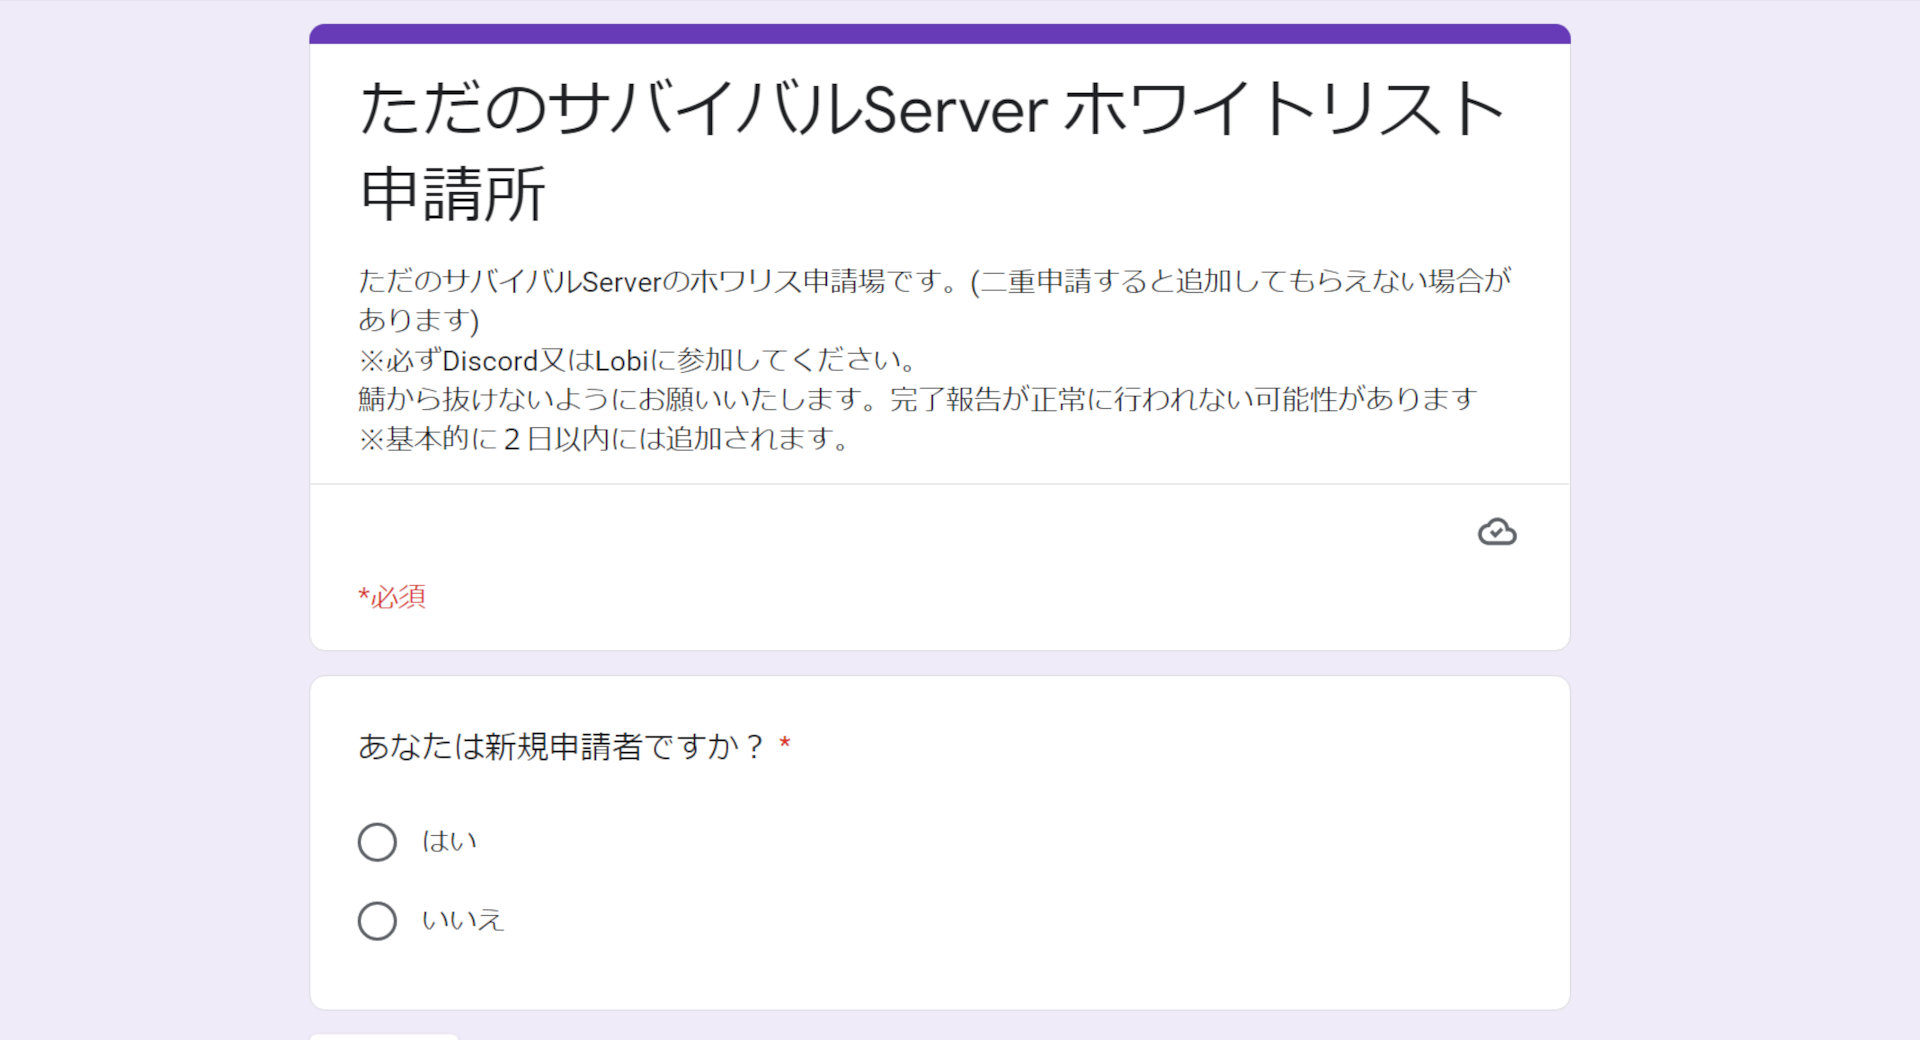 ただのサバイバルServer ホワイトリスト
申請所
ただのサバイバルServerのホワリス申請場です。(二重申請すると追加してもらえない場合が
あります)
※必ずDiscord又はLobiに参加してください。
鯖から抜けないようにお願いいたします。完了報告が正常に行われない可能性があります
※基本的に２日以内には追加されます。
*必須
あなたは新規申請者ですか？ *
はい
いいえ